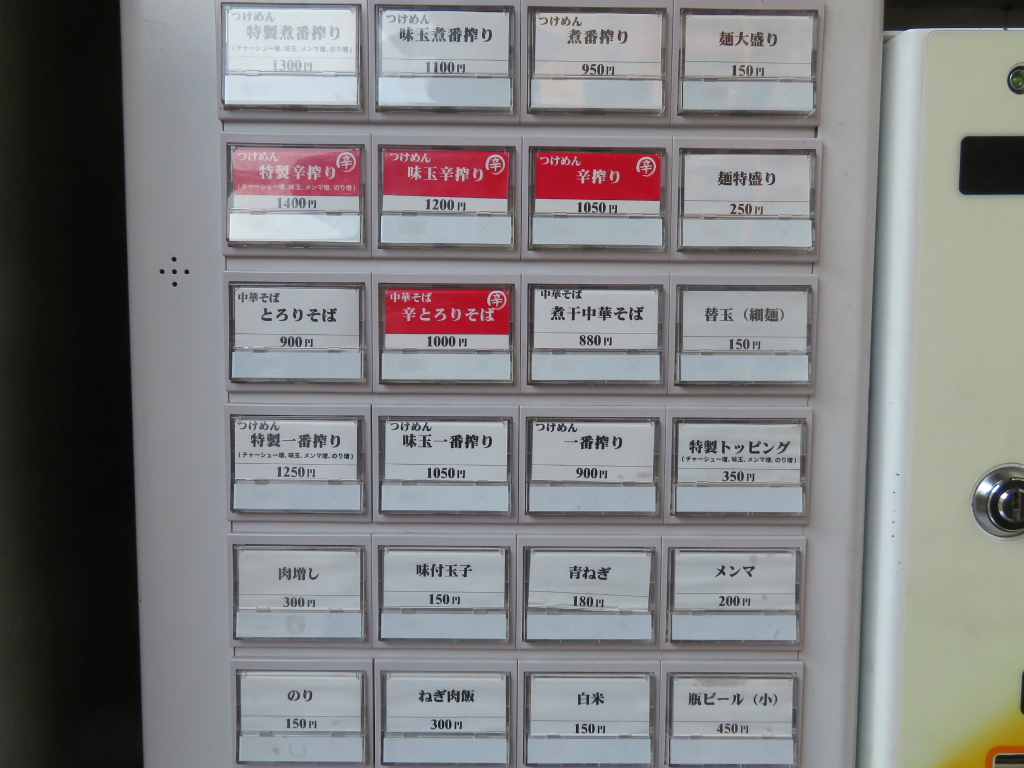 つけめん
特製煮番搾り
(チャーシュー増、味玉、メンマ増、のり増)
1300円
つけめん
味玉煮番搾り
1100円
つけめん
煮番搾り
950円
麺大盛り
150円
つけめん
特製辛搾り
辛
(チャーシュー増、味玉、メンマ増、のり増)
1400円
つけめん
味玉辛搾り
辛
1200円
つけめん
辛搾り
辛
1050円
麺特盛り
250円
中華そば
とろりそば
900円
中華そば
辛とろりそば
辛
1000円
中華そば
煮干中華そば
880円
替玉（細麺）
150円
つけめん
特製一番搾り
(チャーシュー増、味玉、メンマ増、のり増)
1250円
つけめん
味玉一番搾り
1050円
つけめん
一番搾り
900円
特製トッピング
(チャーシュー増、味玉、メンマ増、のり増)
350円
肉増し
300円
味付玉子
150円
青ねぎ
180円
メンマ
200円
のり
150円
ねぎ肉飯
300円
白米
150円
瓶ビール（小）
450円